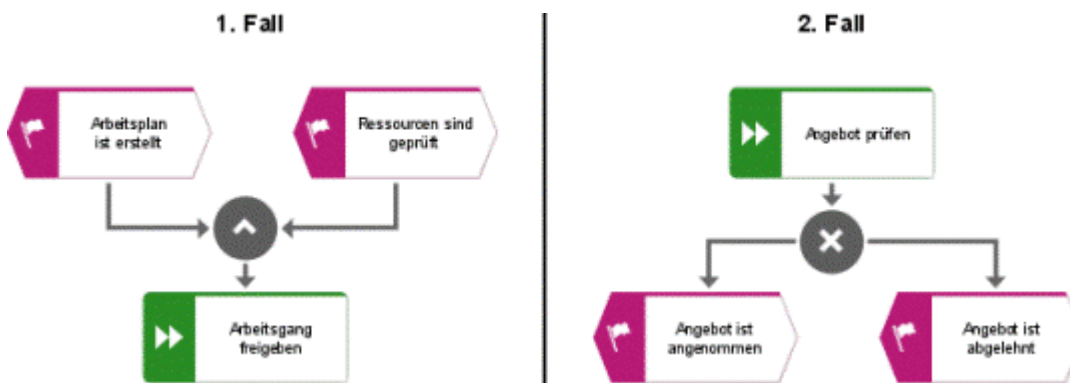 1. Fall
Arbeitsplan
ist erstellt
Ressourcen sind
geprüft
Arbeitsgang
freigeben
2. Fall
Angebot prüfen
Angebot ist
angenommen
Angebot ist
abgelehnt